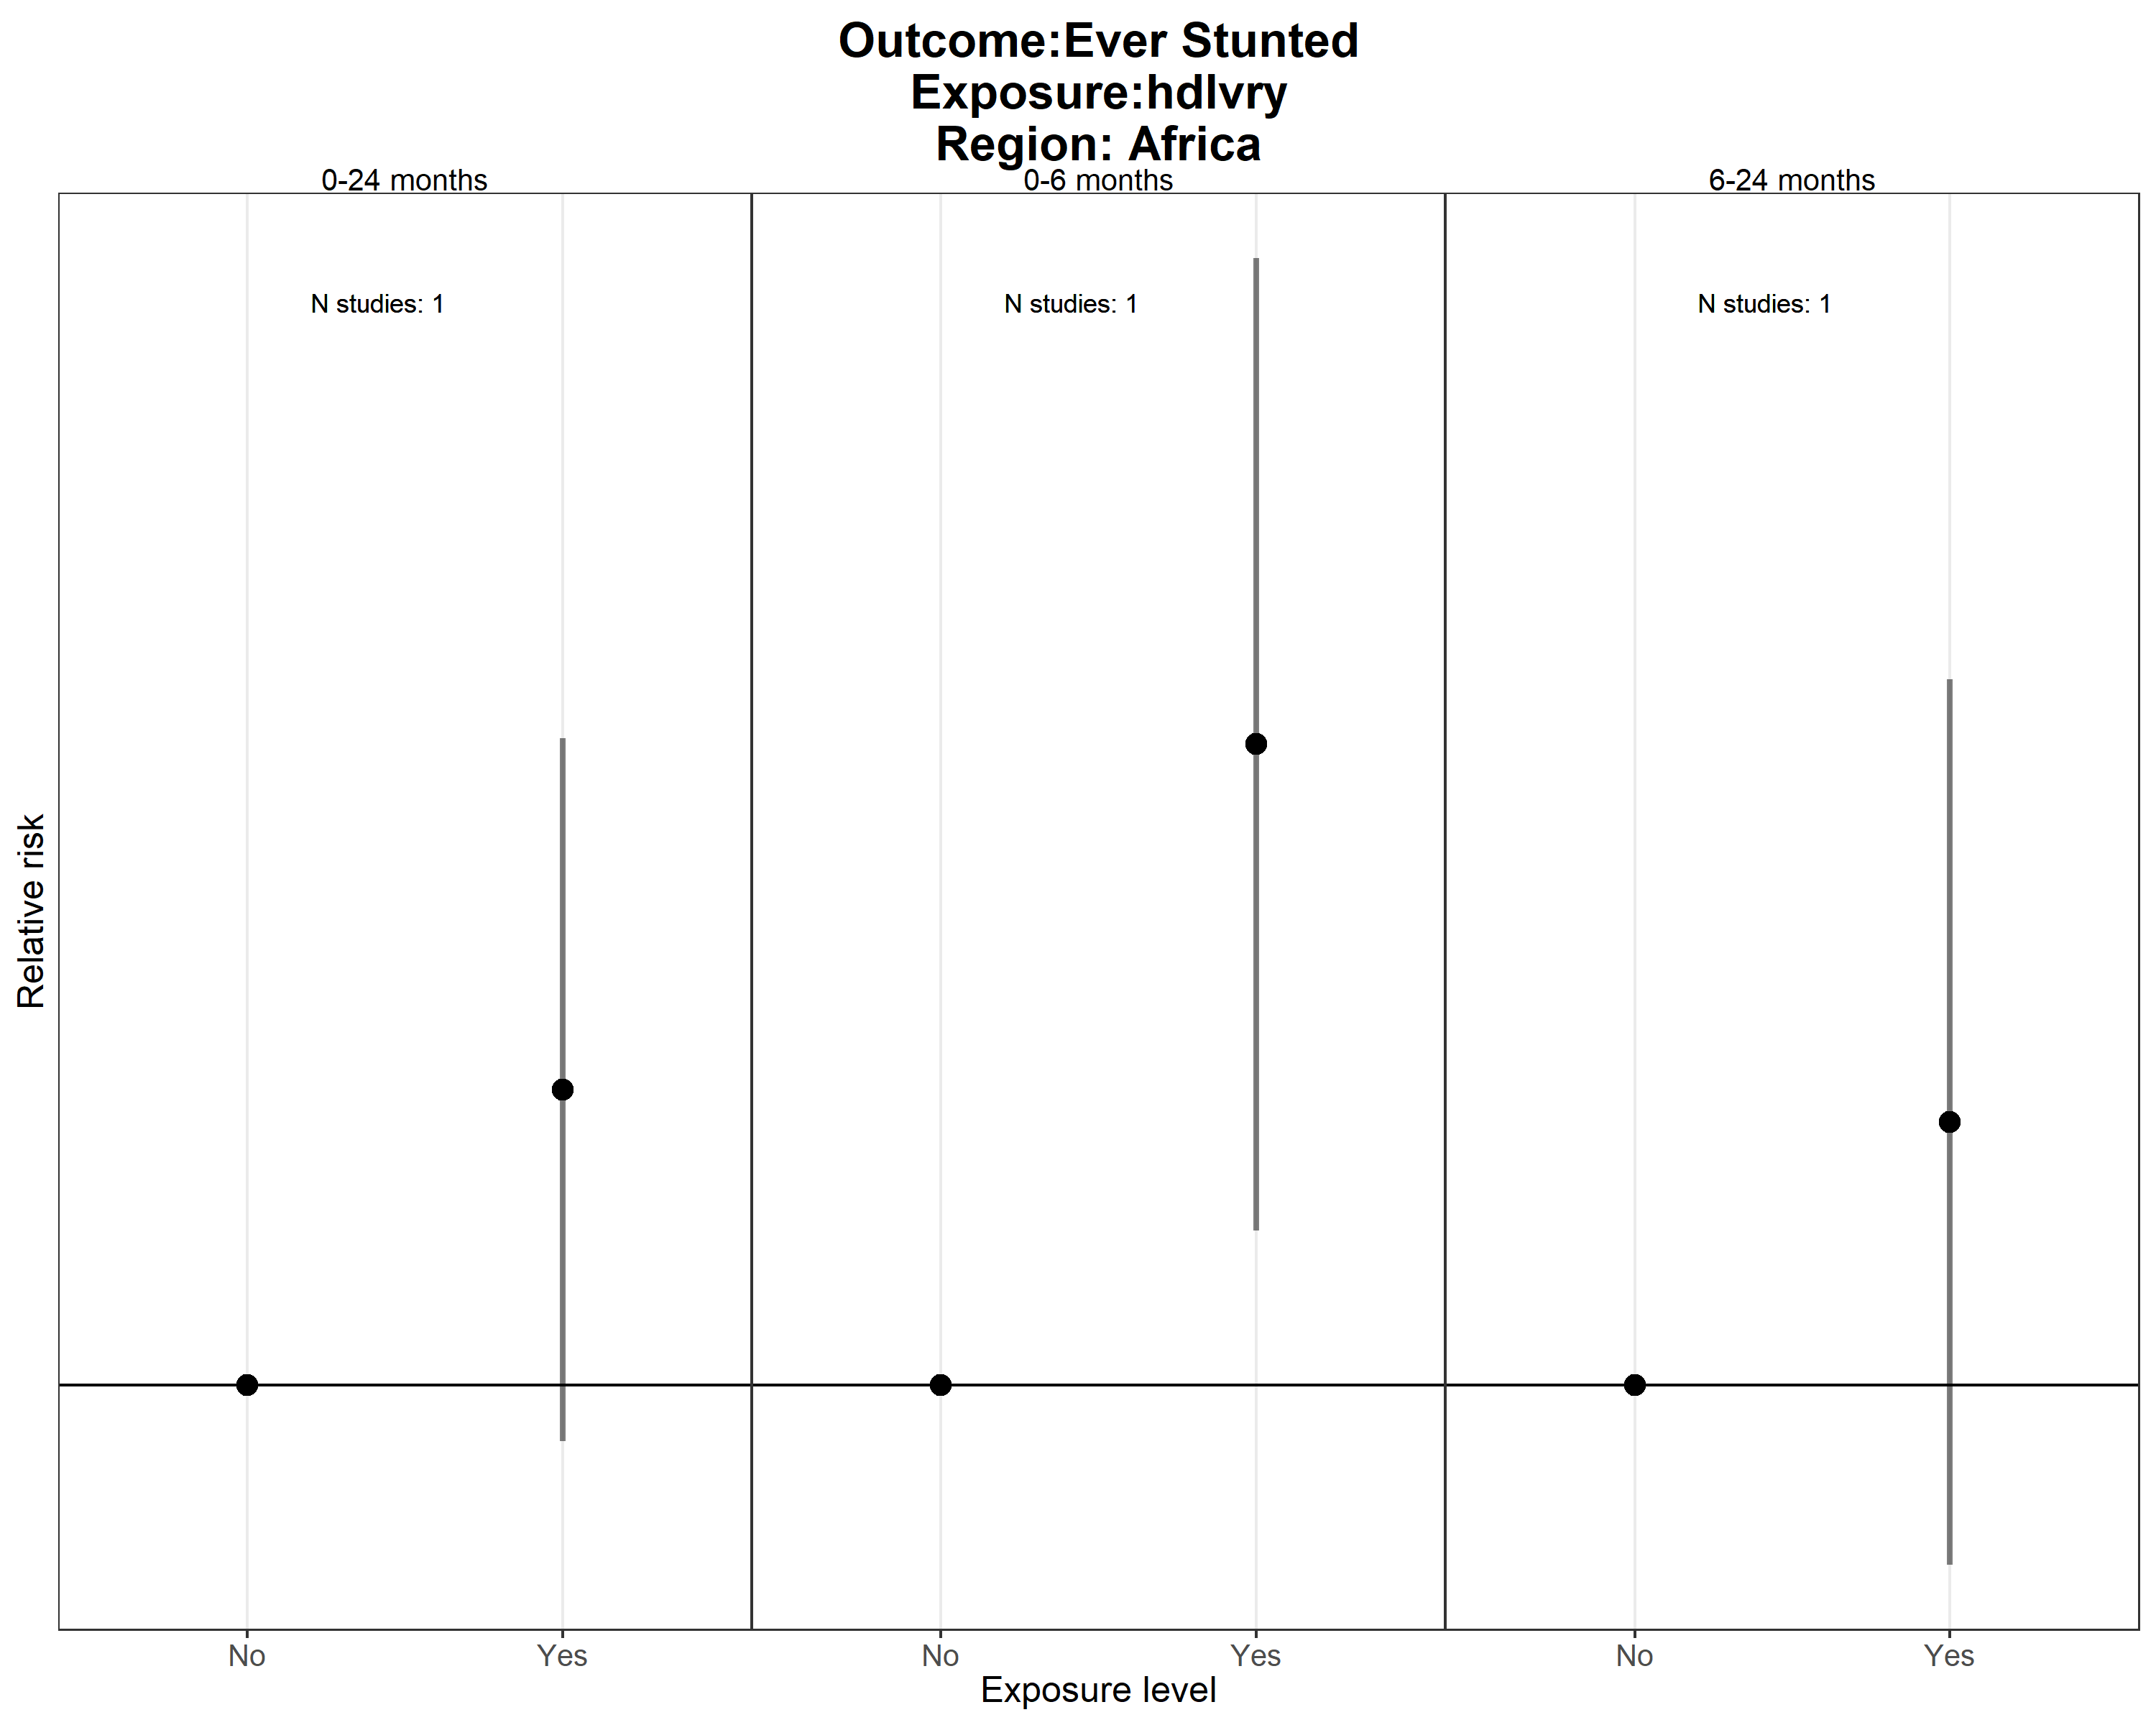 Outcome:Ever Stunted
Exposure:hdlvry
Region: Africa
0-24 months
0-6 months
6-24 months
N studies: 1
N studies: 1
N studies: 1
Relative risk
No
Yes
No
Yes
No
Yes
Exposure level